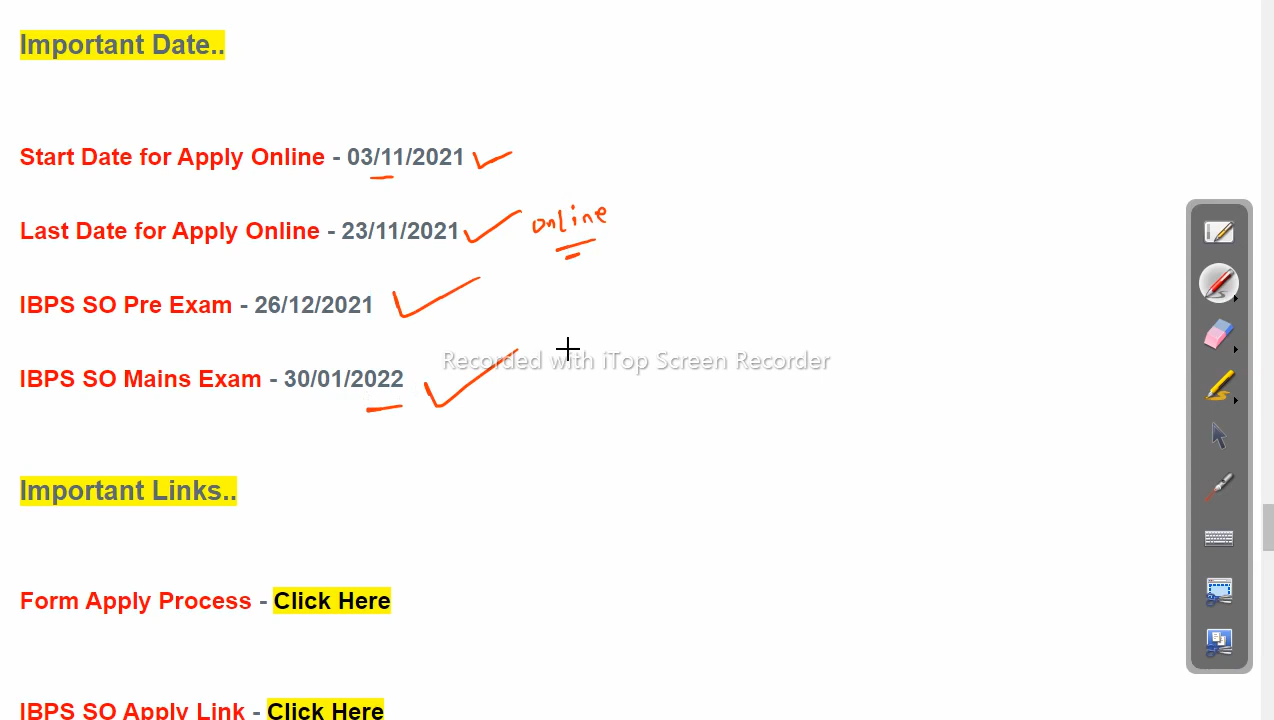 Important Date..
Start Date for Apply Online - 03/11/2021
Last Date for Apply Online - 23/11/2021 online
IBPS SO Pre Exam - 26/12/2021
Recorded with iTop Screen Recorder
IBPS SO Mains Exam - 30/01/2022
Important Links..
Form Apply Process - Click Here
IBPS SO Apply Link - Click Here